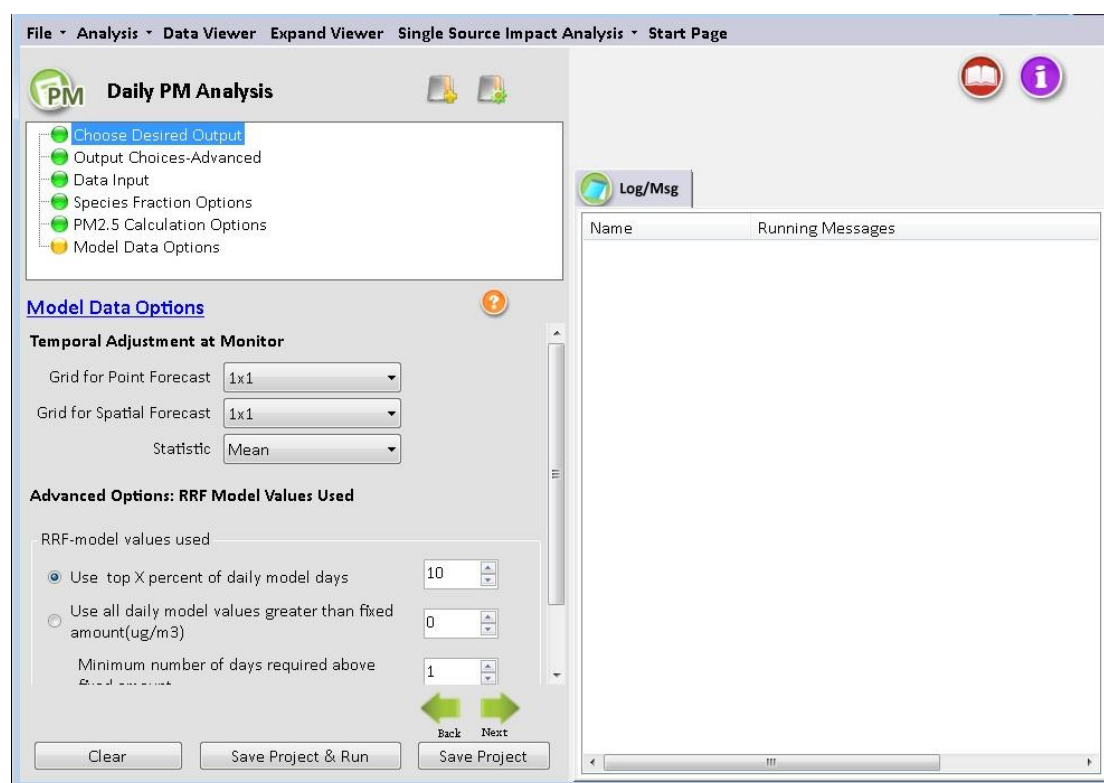 File Analysis Data Viewer Expand Viewer Single Source Impact Analysis Start Page
PM Daily PM Analysis
Choose Desired Output
Output Choices-Advanced
Data Input
Species Fraction Options
PM2.5 Calculation Options
Model Data Options
Model Data Options
?
Temporal Adjustment at Monitor
Grid for Point Forecast 1x1
Grid for Spatial Forecast 1x1
Statistic Mean
Advanced Options: RRF Model Values Used
RRF-model values used
Use top X percent of daily model days 10
Use all daily model values greater than fixed
amount(ug/m3) 0
Minimum number of days required above 1
Back Next
Clear Save Project & Run Save Project
i
Log/Msg
Name Running Messages